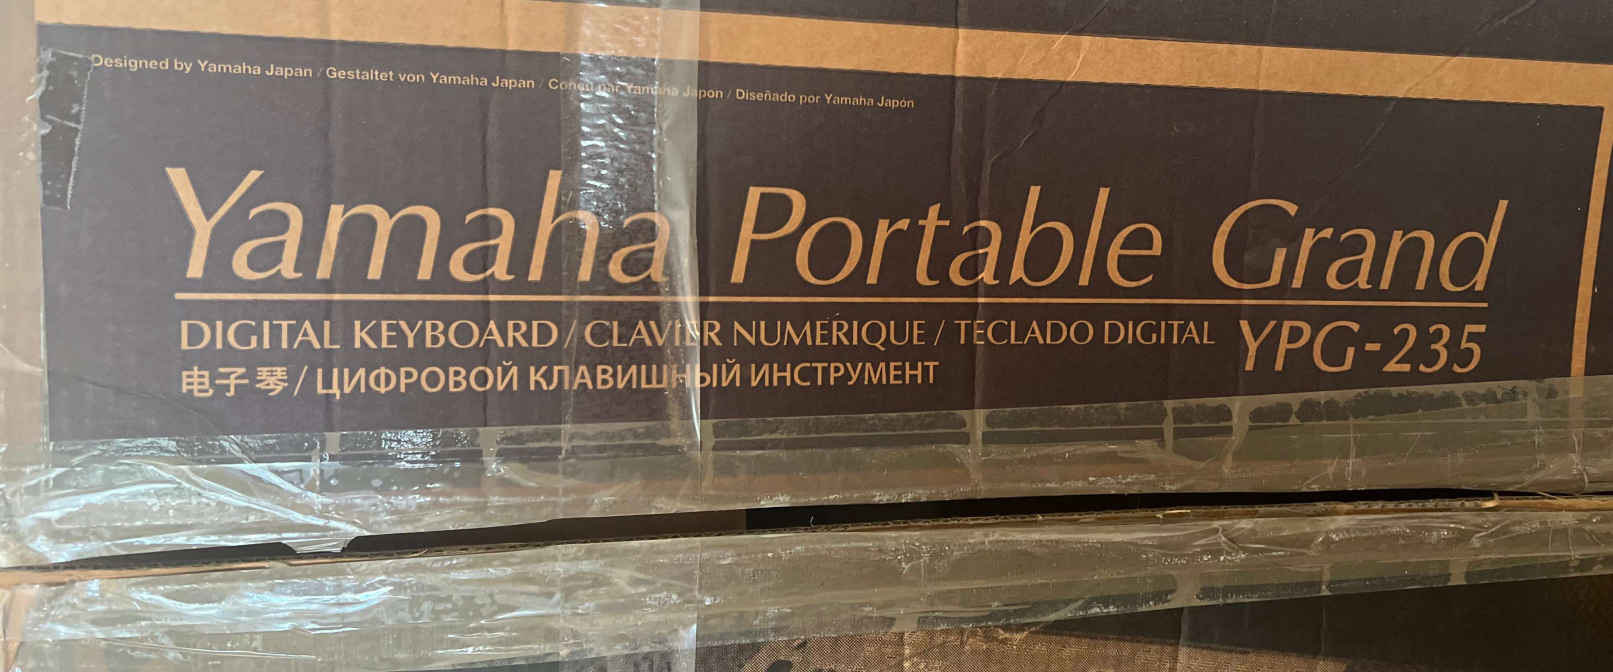 Designed by Yamaha Japan / Gestaltet von Yamaha Japan / Conçu par Yamaha Japon / Diseñado por Yamaha Japón
Yamaha Portable Grand
DIGITAL KEYBOARD / CLAVIER NUMÉRIQUE / TECLADO DIGITAL YPG-235
电子琴 / ЦИФРОВОЙ КЛАВИШНЫЙ ИНСТРУМЕНТ